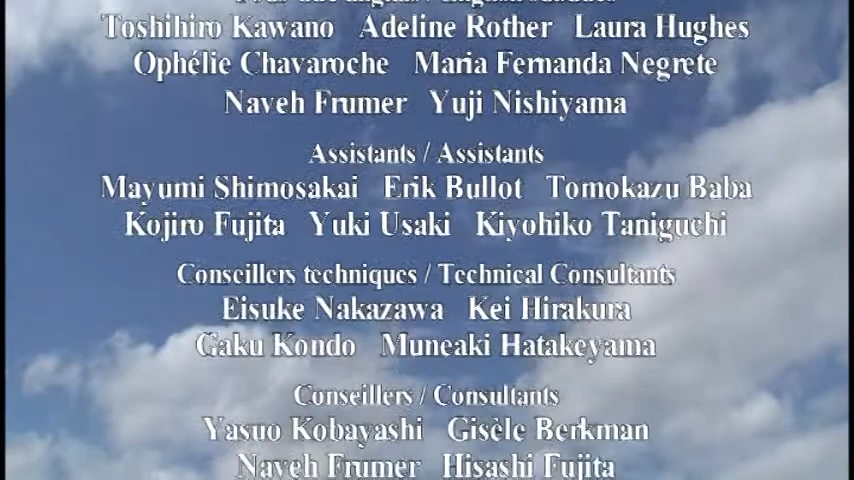 Toshihiro Kawano Adeline Rother Laura Hughes
Ophélie Chavaroche Maria Fernanda Negrete
Naveh Frumer Yuji Nishiyama
Assistants / Assistants
Mayumi Shimosakai Erik Bullot Tomokazu Baba
Kojiro Fujita Yuki Usaki Kiyohiko Taniguchi
Conseillers techniques / Technical Consultants
Eisuke Nakazawa Kei Hirakura
Gaku Kondo Muneaki Hatakeyama
Conseillers / Consultants
Yasuo Kobayashi Gisèle Berkman
Naveh Frumer Hisashi Fujita